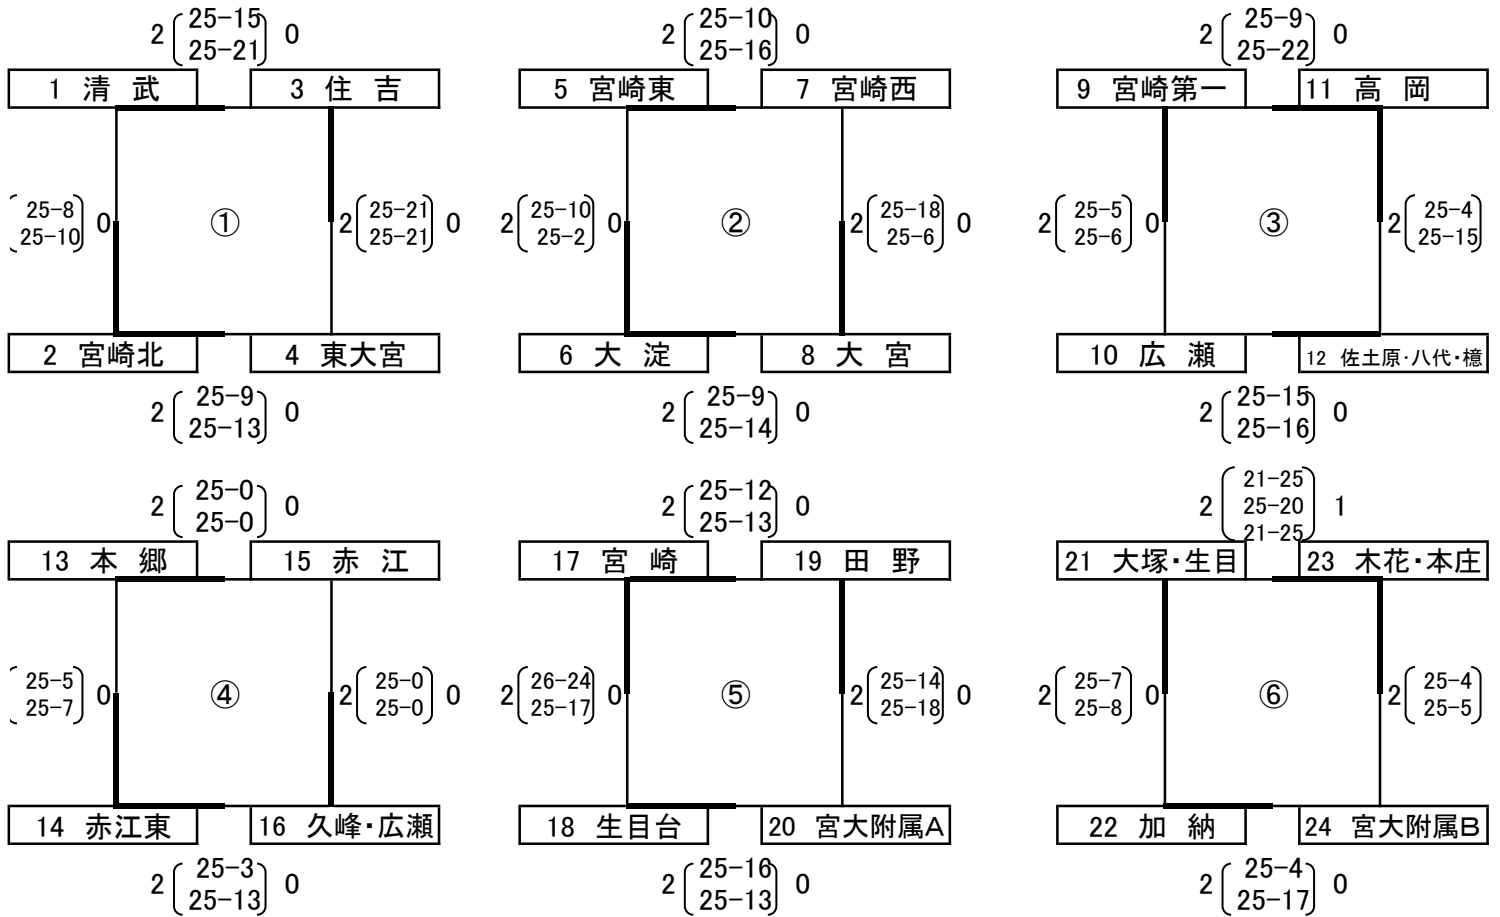 2 25-15 25-21 0
1 清 武
3 住 吉
25-8 25-10 0
①
2 25-21 25-21 0
2 宮崎北
4 東大宮
2 25-9 25-13 0
2 25-10 25-16 0
5 宮崎東
7 宮崎西
2 25-10 25-2 0
②
2 25-18 25-6 0
6 大 淀
8 大 宮
2 25-9 25-14 0
2 25-9 25-22 0
9 宮崎第一
11 高 岡
2 25-5 25-6 0
③
2 25-4 25-15
10 広 瀬
12 佐土原・八代・檍
2 25-15 25-16 0
2 25-0 25-0 0
13 本 郷
15 赤 江
25-5 25-7 0
④
2 25-0 25-0 0
14 赤江東
16 久峰・広瀬
2 25-3 25-13 0
2 25-12 25-13 0
17 宮 崎
19 田 野
2 26-24 25-17 0
⑤
2 25-14 25-18 0
18 生目台
20 宮大附属A
2 25-16 25-13 0
2 21-25 25-20 21-25 1
21 大塚・生目
23 木花・本庄
2 25-7 25-8 0
⑥
2 25-4 25-5
22 加 納
24 宮大附属B
2 25-4 25-17 0